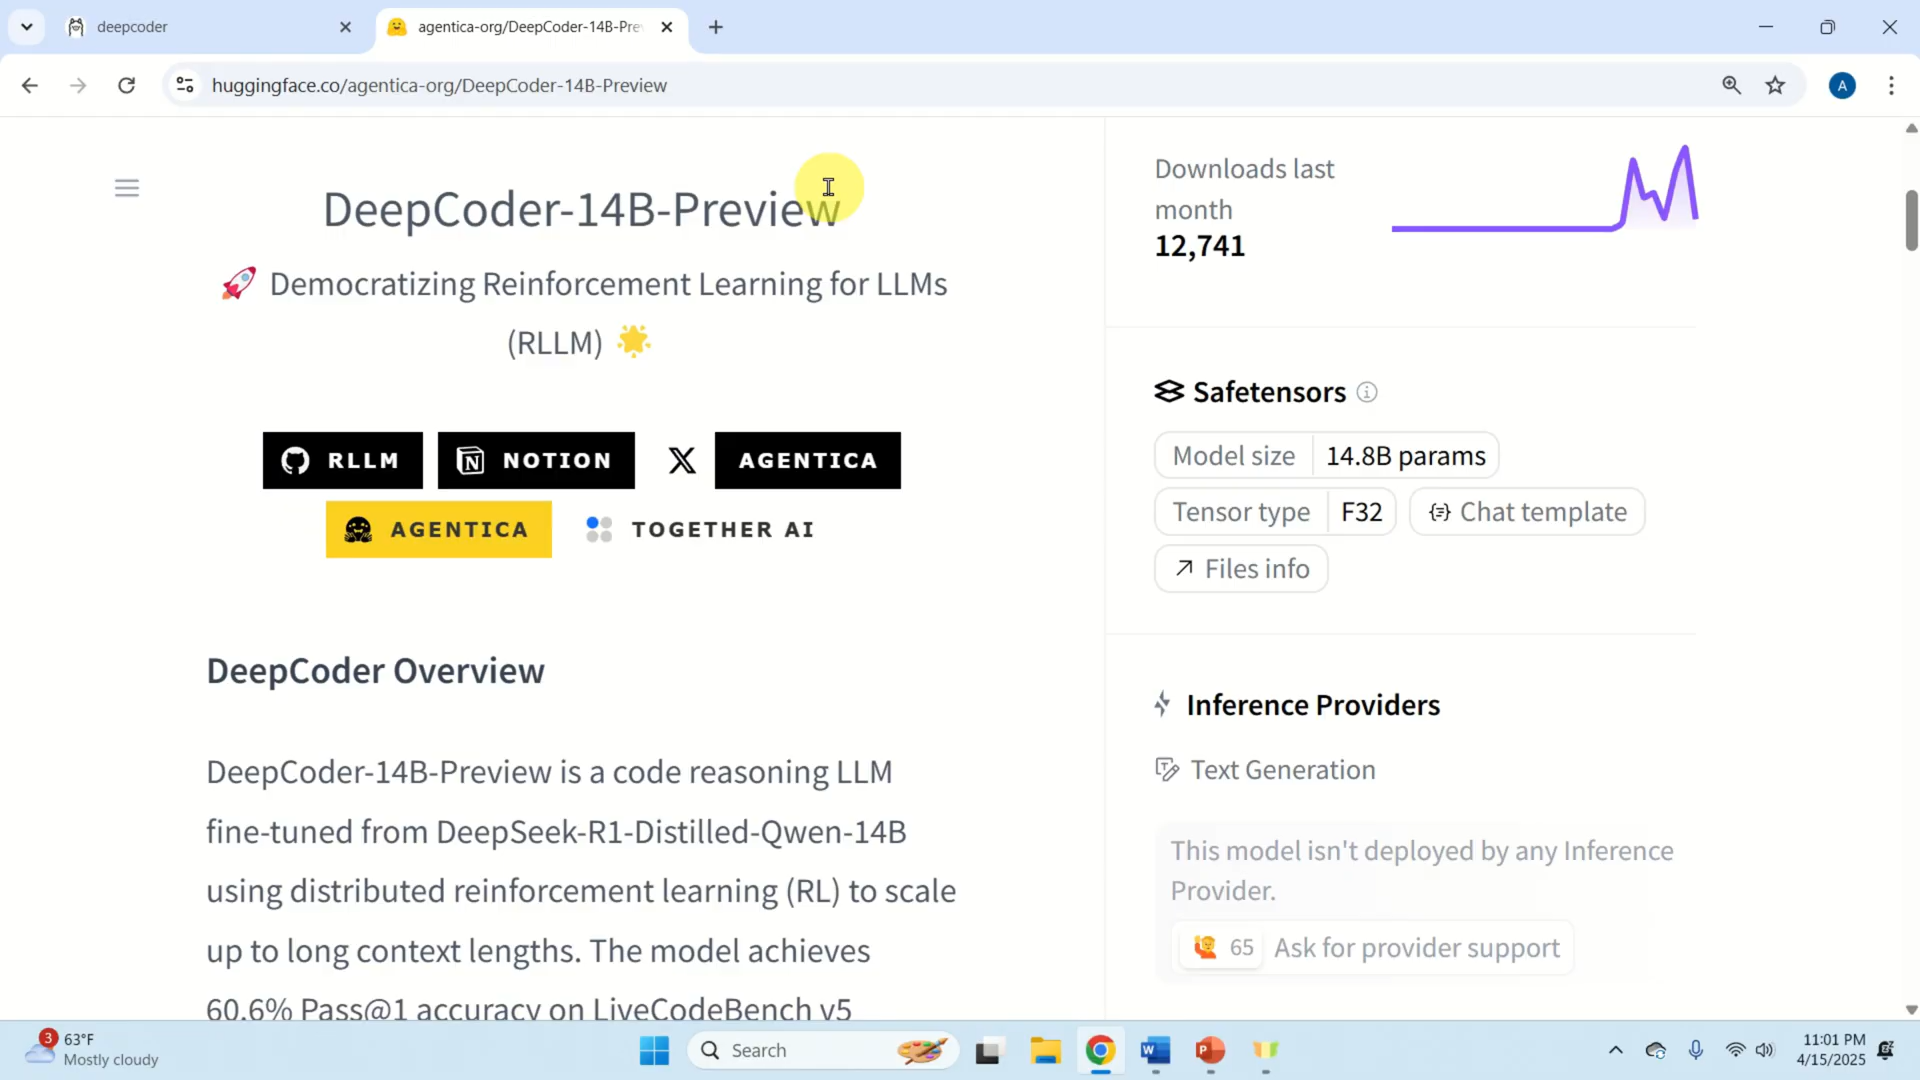 deepcoder
agentica-org/DeepCoder-14B-Pre
huggingface.co/agentica-org/DeepCoder-14B-Preview
A
DeepCoder-14B-Preview
🚀 Democratizing Reinforcement Learning for LLMs
(RLLM) 🌟
RLLM
NOTION
AGENTICA
AGENTICA
TOGETHER AI
DeepCoder Overview
DeepCoder-14B-Preview is a code reasoning LLM
fine-tuned from DeepSeek-R1-Distilled-Qwen-14B
using distributed reinforcement learning (RL) to scale
up to long context lengths. The model achieves
60.6% Pass@1 accuracy on LiveCodeBench v5
Downloads last
month
12,741
Safetensors
Model size 14.8B params
Tensor type F32
Chat template
Files info
Inference Providers
Text Generation
This model isn't deployed by any Inference
Provider.
🙋 65 Ask for provider support
3
63°F
Mostly cloudy
Search
11:01 PM
4/15/2025